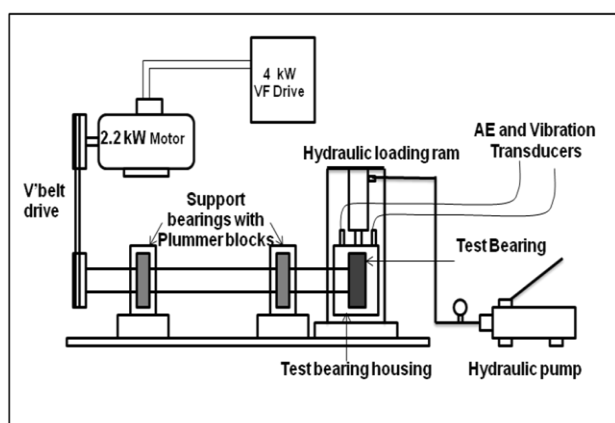 4 kW
VF Drive
2.2 kW Motor
AE and Vibration
Transducers
Hydraulic loading ram
V'belt
drive
Support
bearings with
Plummer blocks
Test Bearing
Test bearing housing
Hydraulic pump